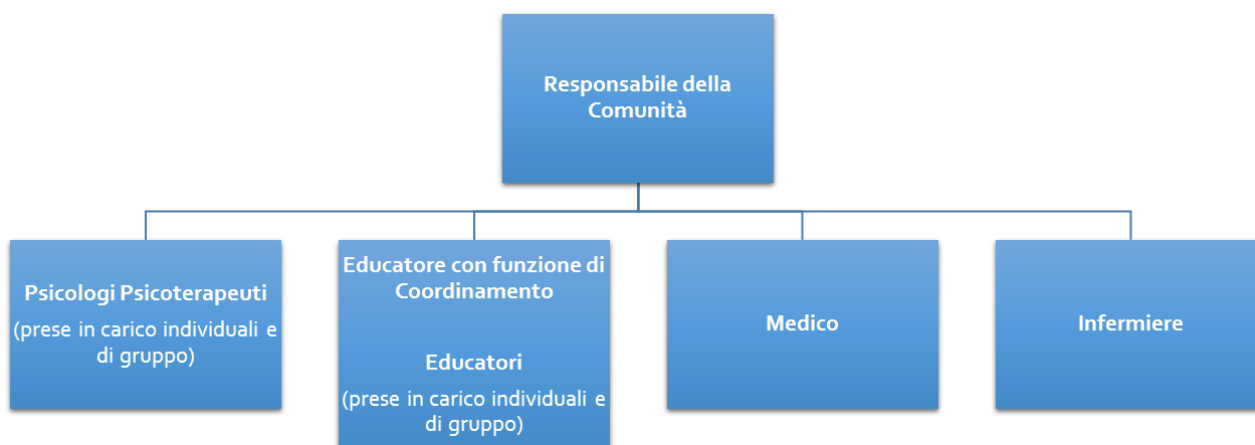 Responsabile della
Comunità
Psicologi Psicoterapeuti
(prese in carico individuali e
di gruppo)
Educatore con funzione di
Coordinamento
Educatori
(prese in carico individuali e
di gruppo)
Medico
Infermiere